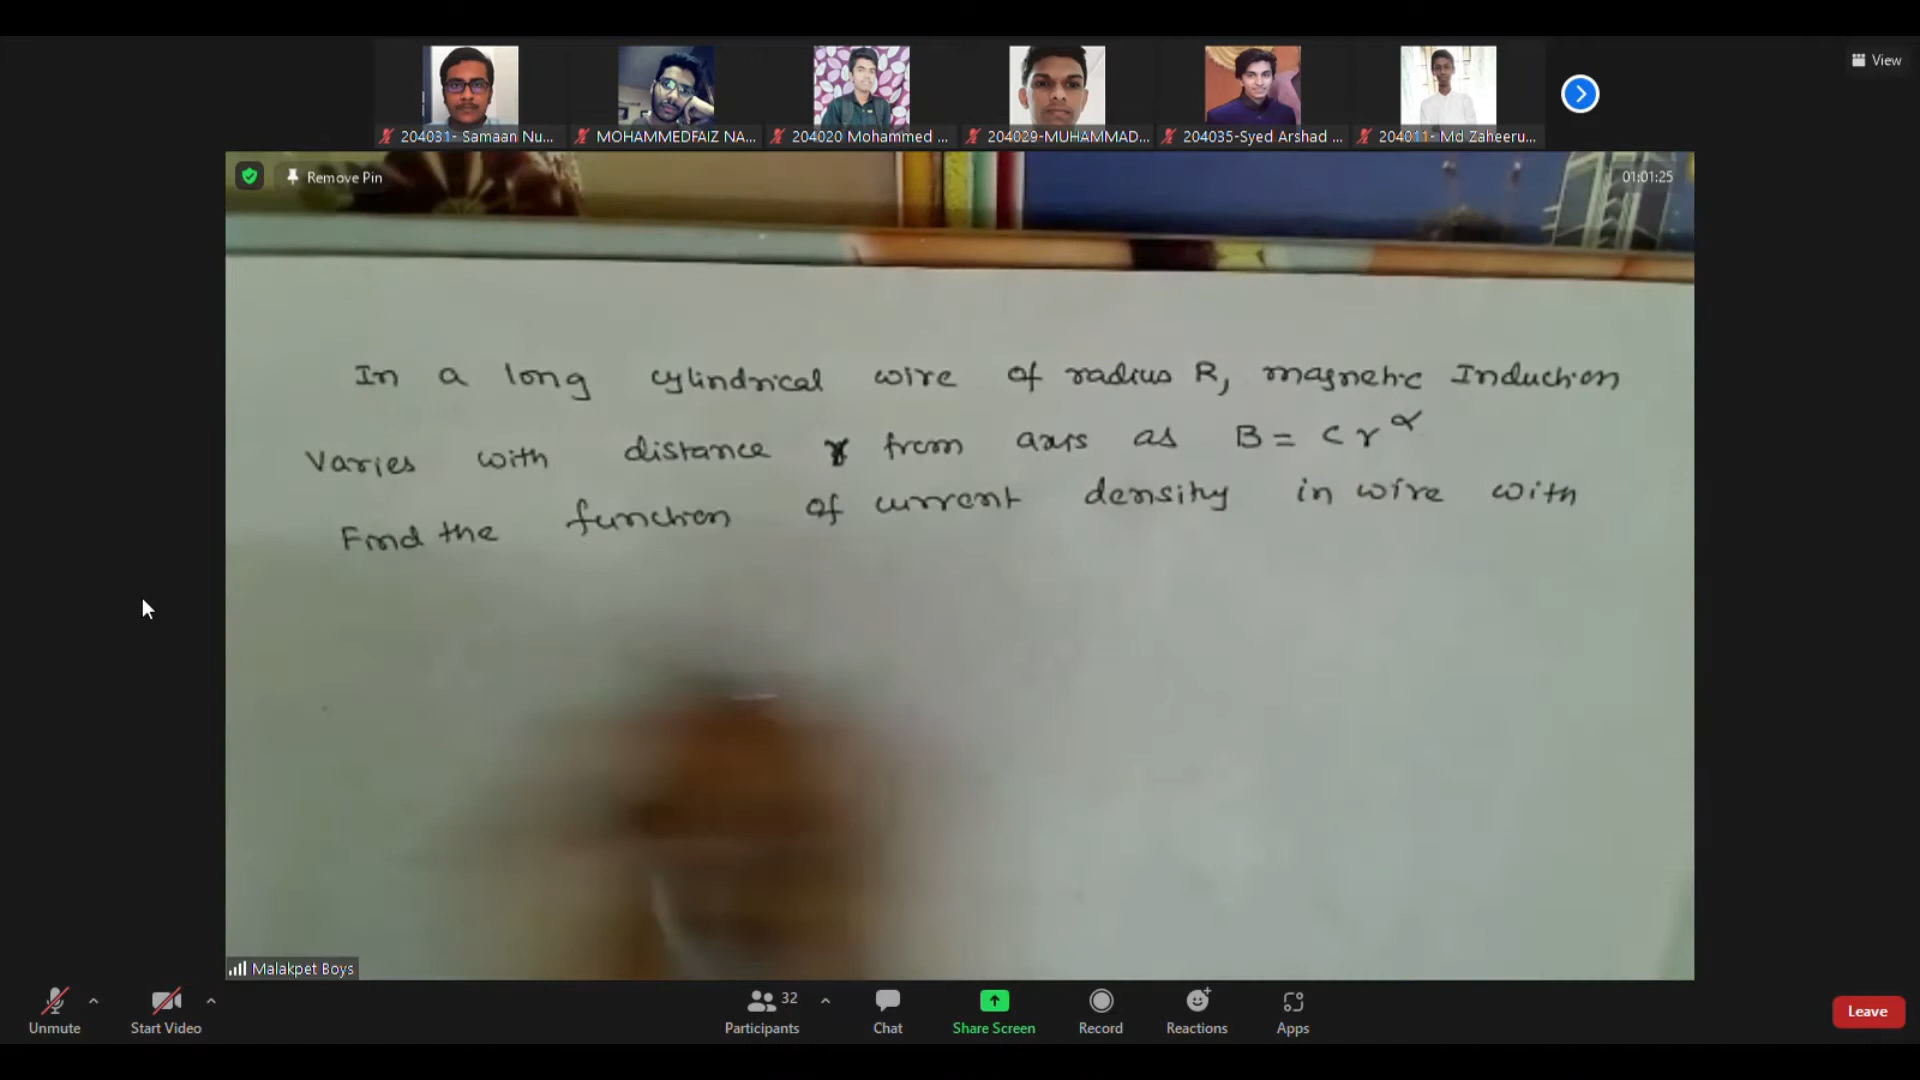 View
204031- Samaan Nu...
MOHAMMEDFAIZ NA...
204020 Mohammed ...
204029-MUHAMMAD...
204035-Syed Arshad ...
204011- Md Zaheeru...
Remove Pin
01:01:25
In a long cylindrical wire of radius R, magnetic Induction
Varies with distance r from axis as B = C r^α
Find the function of current density in wire with
Malakpet Boys
Unmute
Start Video
32
Participants
Chat
Share Screen
Record
Reactions
Apps
Leave